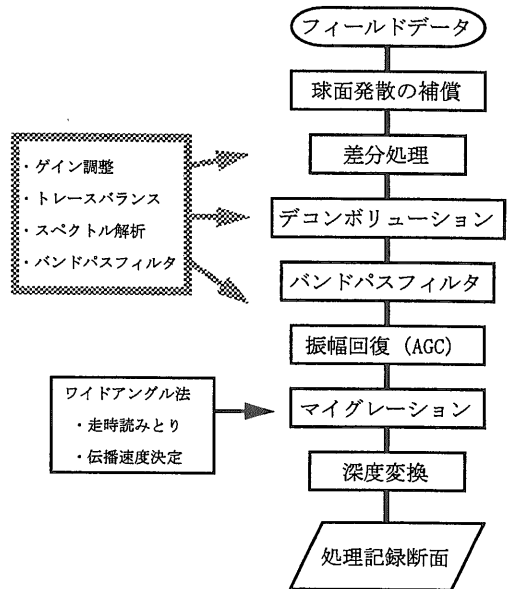 フィールドデータ
球面発散の補償
差分処理
デコンボリューション
バンドパスフィルタ
振幅回復 (AGC)
マイグレーション
深度変換
処理記録断面
・ゲイン調整
・トレースバランス
・スペクトル解析
・バンドパスフィルタ
ワイドアングル法
・走時読みとり
・伝播速度決定